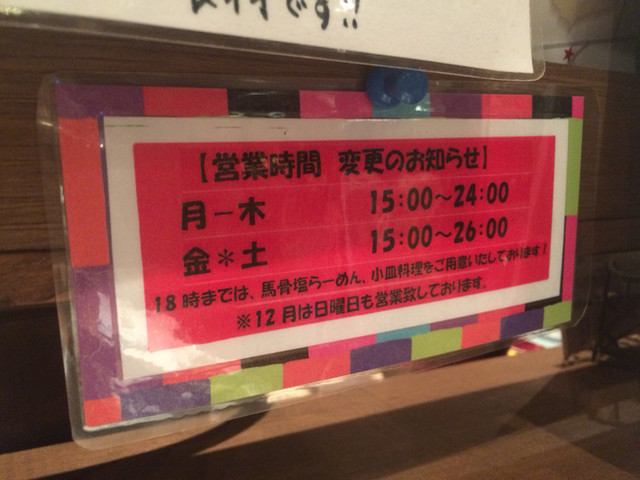 です!!
【営業時間 変更のお知らせ】
月－木 15:00～24:00
金＊土 15:00～26:00
18時までは、馬骨塩らーめん、小皿料理をご用意いたしております!
※12月は日曜日も営業致しております。